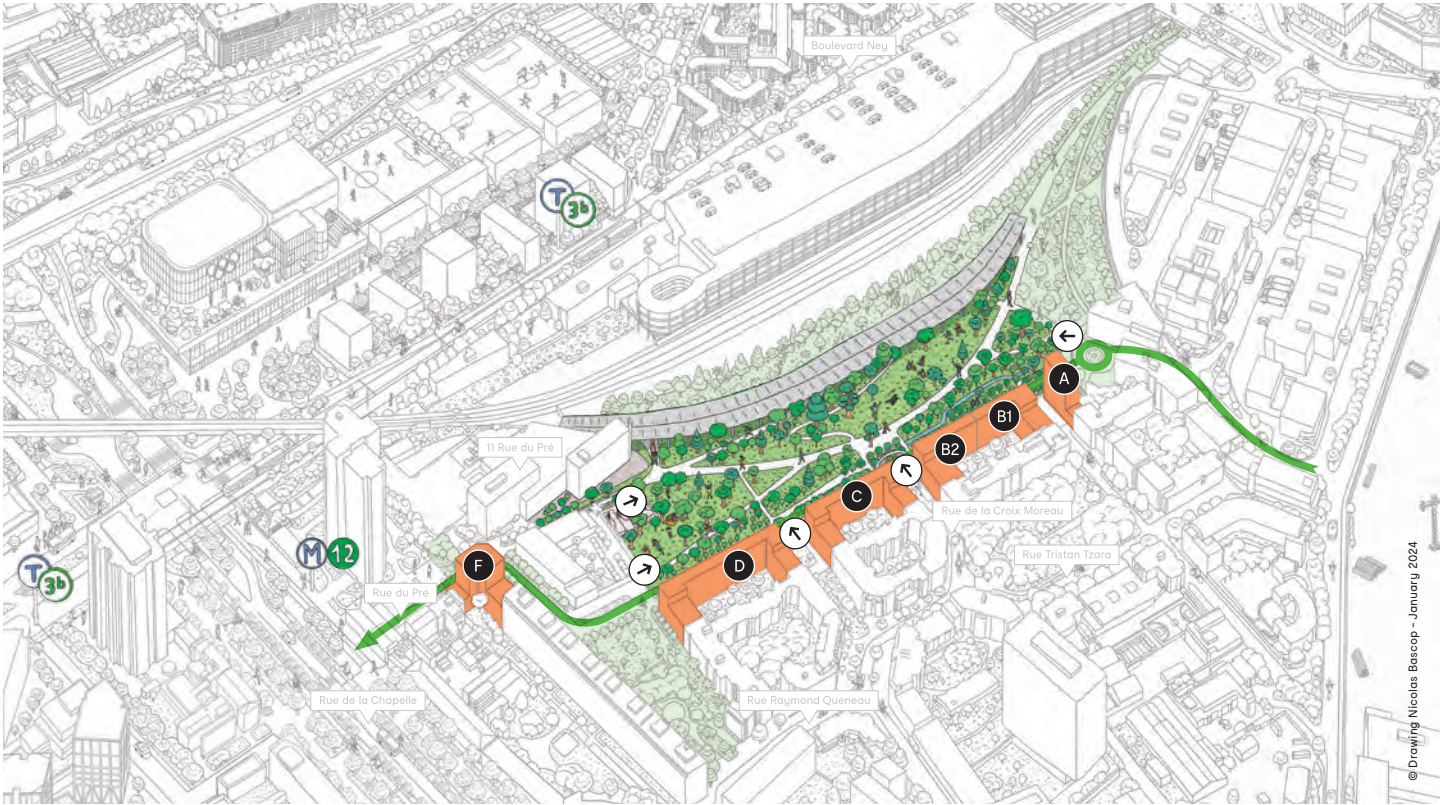 Boulevard Ney
T
3b
A
B1
B2
11 Rue du Pré
C
Rue de la Croix Moreau
D
Rue Tristan Tzara
M 12
F
T
3b
Rue du Pré
Rue de la Chapelle
Rue Raymond Queneau
© Drawing Nicolas Bascop - January 2024